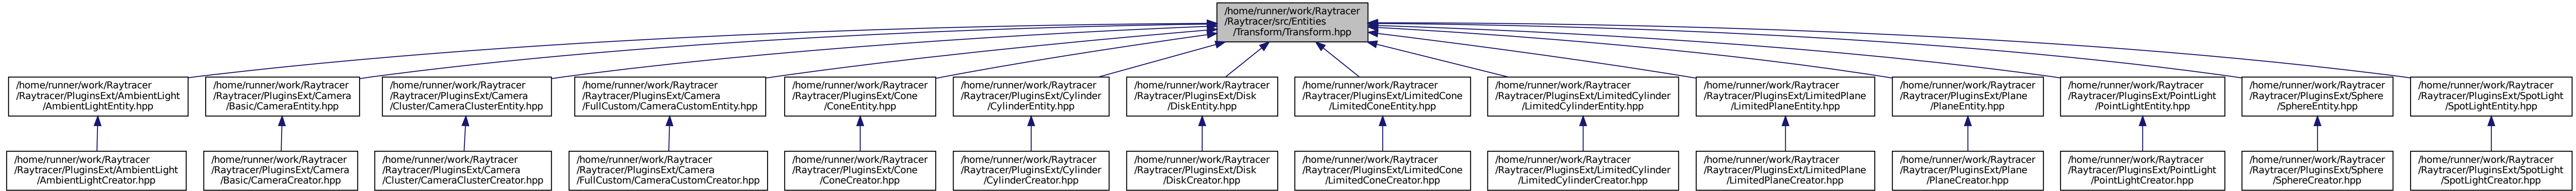 /home/runner/work/Raytracer
/Raytracer/src/Entities
/Transform/Transform.hpp
/home/runner/work/Raytracer
/Raytracer/PluginsExt/AmbientLight
/AmbientLightEntity.hpp
/home/runner/work/Raytracer
/Raytracer/PluginsExt/Camera
/Basic/CameraEntity.hpp
/home/runner/work/Raytracer
/Raytracer/PluginsExt/Camera
/Cluster/CameraClusterEntity.hpp
/home/runner/work/Raytracer
/Raytracer/PluginsExt/Camera
/FullCustom/CameraCustomEntity.hpp
/home/runner/work/Raytracer
/Raytracer/PluginsExt/Cone
/ConeEntity.hpp
/home/runner/work/Raytracer
/Raytracer/PluginsExt/Cylinder
/CylinderEntity.hpp
/home/runner/work/Raytracer
/Raytracer/PluginsExt/Disk
/DiskEntity.hpp
/home/runner/work/Raytracer
/Raytracer/PluginsExt/LimitedCone
/LimitedConeEntity.hpp
/home/runner/work/Raytracer
/Raytracer/PluginsExt/LimitedCylinder
/LimitedCylinderEntity.hpp
/home/runner/work/Raytracer
/Raytracer/PluginsExt/LimitedPlane
/LimitedPlaneEntity.hpp
/home/runner/work/Raytracer
/Raytracer/PluginsExt/Plane
/PlaneEntity.hpp
/home/runner/work/Raytracer
/Raytracer/PluginsExt/PointLight
/PointLightEntity.hpp
/home/runner/work/Raytracer
/Raytracer/PluginsExt/Sphere
/SphereEntity.hpp
/home/runner/work/Raytracer
/Raytracer/PluginsExt/SpotLight
/SpotLightEntity.hpp
/home/runner/work/Raytracer
/Raytracer/PluginsExt/AmbientLight
/AmbientLightCreator.hpp
/home/runner/work/Raytracer
/Raytracer/PluginsExt/Camera
/Basic/CameraCreator.hpp
/home/runner/work/Raytracer
/Raytracer/PluginsExt/Camera
/Cluster/CameraClusterCreator.hpp
/home/runner/work/Raytracer
/Raytracer/PluginsExt/Camera
/FullCustom/CameraCustomCreator.hpp
/home/runner/work/Raytracer
/Raytracer/PluginsExt/Cone
/ConeCreator.hpp
/home/runner/work/Raytracer
/Raytracer/PluginsExt/Cylinder
/CylinderCreator.hpp
/home/runner/work/Raytracer
/Raytracer/PluginsExt/Disk
/DiskCreator.hpp
/home/runner/work/Raytracer
/Raytracer/PluginsExt/LimitedCone
/LimitedConeCreator.hpp
/home/runner/work/Raytracer
/Raytracer/PluginsExt/LimitedCylinder
/LimitedCylinderCreator.hpp
/home/runner/work/Raytracer
/Raytracer/PluginsExt/LimitedPlane
/LimitedPlaneCreator.hpp
/home/runner/work/Raytracer
/Raytracer/PluginsExt/Plane
/PlaneCreator.hpp
/home/runner/work/Raytracer
/Raytracer/PluginsExt/PointLight
/PointLightCreator.hpp
/home/runner/work/Raytracer
/Raytracer/PluginsExt/Sphere
/SphereCreator.hpp
/home/runner/work/Raytracer
/Raytracer/PluginsExt/SpotLight
/SpotLightCreator.hpp